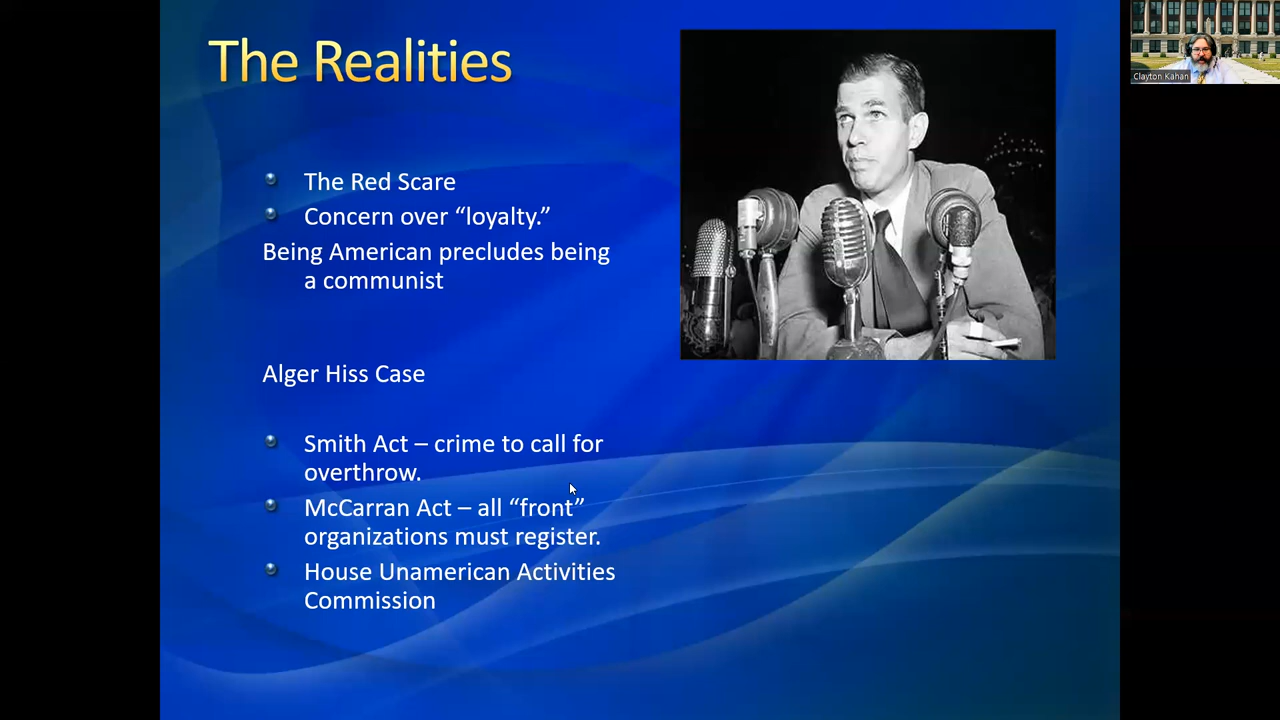 The Realities
The Red Scare
Concern over “loyalty.”
Being American precludes being
a communist
Alger Hiss Case
Smith Act – crime to call for
overthrow.
McCarran Act – all “front”
organizations must register.
House Unamerican Activities
Commission
Clayton Kahan